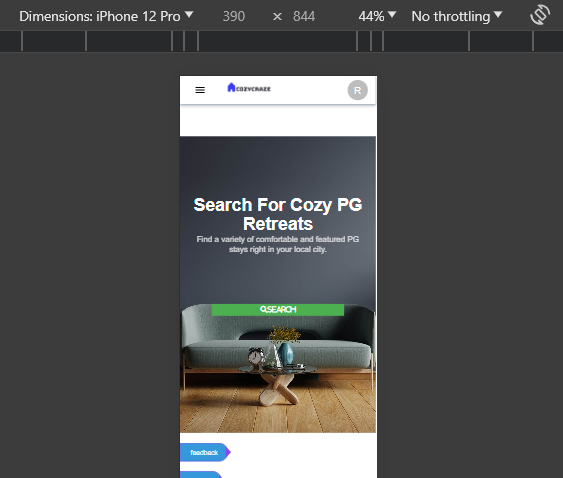 Dimensions: iPhone 12 Pro 390 × 844 44% No throttling
COZYCRAZE R
Search For Cozy PG
Retreats
Find a variety of comfortable and featured PG
stays right in your local city.
SEARCH
feedback